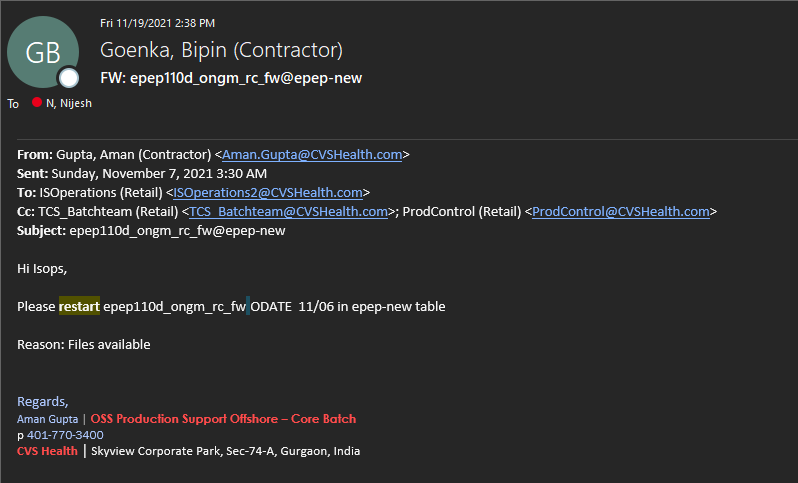 Fri 11/19/2021 2:38 PM
GB
Goenka, Bipin (Contractor)
FW: epep110d_ongm_rc_fw@epep-new
To N, Nijesh
From: Gupta, Aman (Contractor) <Aman.Gupta@CVSHealth.com>
Sent: Sunday, November 7, 2021 3:30 AM
To: ISOperations (Retail) <ISOperations2@CVSHealth.com>
Cc: TCS_Batchteam (Retail) <TCS_Batchteam@CVSHealth.com>; ProdControl (Retail) <ProdControl@CVSHealth.com>
Subject: epep110d_ongm_rc_fw@epep-new
Hi Isops,
Please restart epep110d_ongm_rc_fw ODATE 11/06 in epep-new table
Reason: Files available
Regards,
Aman Gupta | OSS Production Support Offshore – Core Batch
p 401-770-3400
CVS Health | Skyview Corporate Park, Sec-74-A, Gurgaon, India